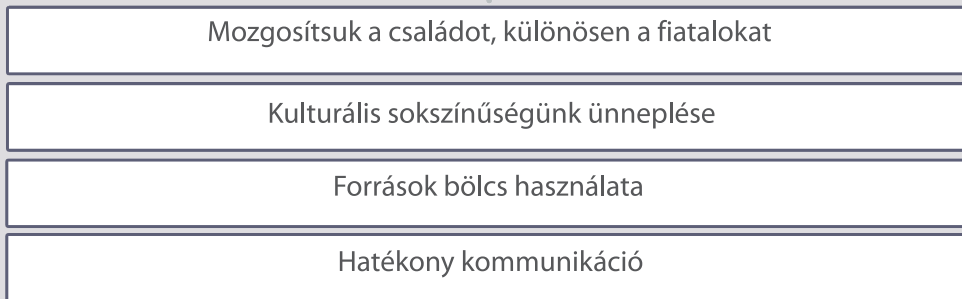 Mozgosítsuk a családot, különösen a fiatalokat
Kulturális sokszínűségünk ünneplése
Források bölcs használata
Hatékony kommunikáció